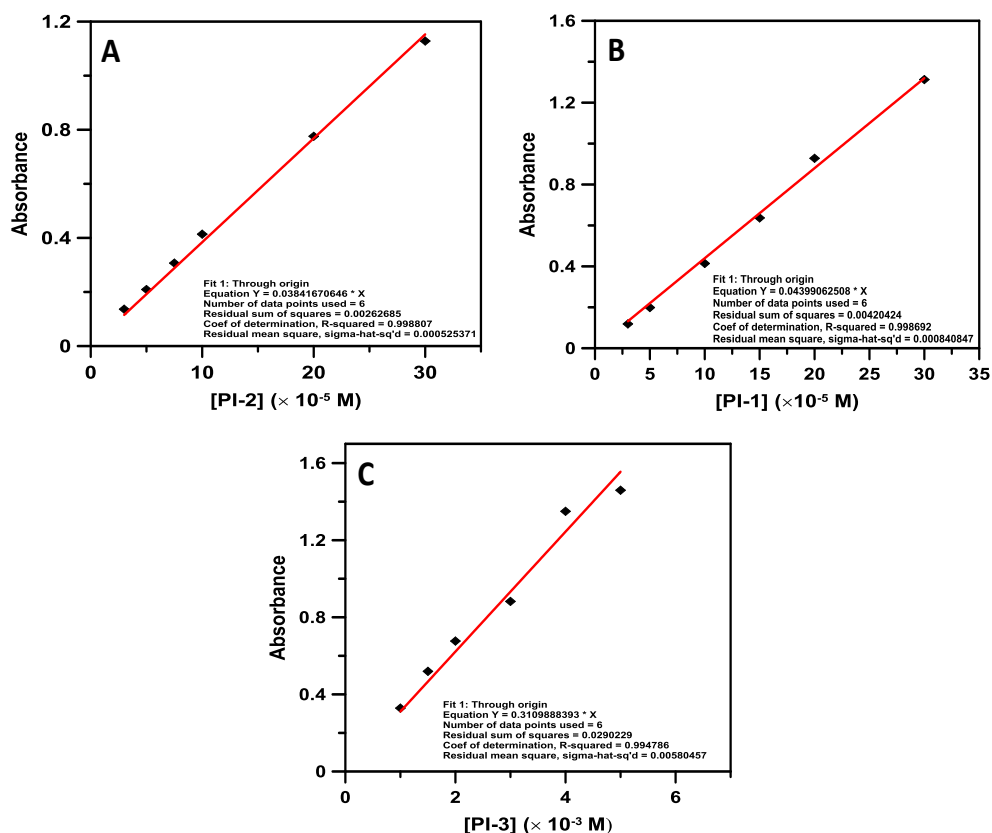 A
Absorbance
1.2
0.8
0.4
0
Fit 1: Through origin
Equation Y = 0.03841670646 * X
Number of data points used = 6
Residual sum of squares = 0.00262685
Coef of determination, R-squared = 0.998807
Residual mean square, sigma-hat-sq'd = 0.000525371
0 10 20 30
[PI-2] (× 10⁻⁵ M)
B
Absorbance
1.6
1.2
0.8
0.4
0
Fit 1: Through origin
Equation Y = 0.04399062508 * X
Number of data points used = 6
Residual sum of squares = 0.00420424
Coef of determination, R-squared = 0.998692
Residual mean square, sigma-hat-sq'd = 0.000840847
0 5 10 15 20 25 30 35
[PI-1] (×10⁻⁵ M)
C
Absorbance
1.6
1.2
0.8
0.4
0
Fit 1: Through origin
Equation Y = 0.3109888393 * X
Number of data points used = 6
Residual sum of squares = 0.0290229
Coef of determination, R-squared = 0.994786
Residual mean square, sigma-hat-sq'd = 0.00580457
0 2 4 6
[PI-3] (× 10⁻³ M)